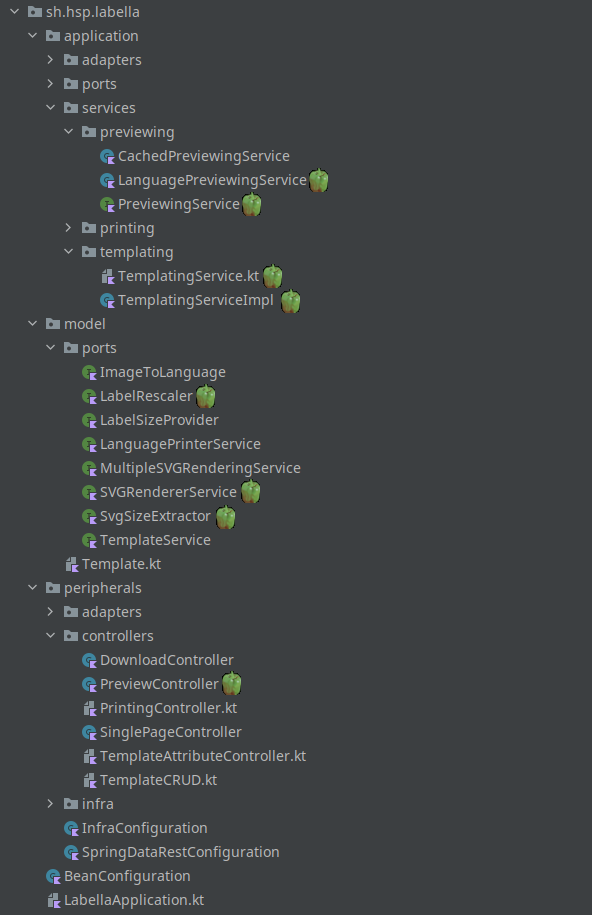 sh.hsp.labella
application
adapters
ports
services
previewing
CachedPreviewingService
LanguagePreviewingService
PreviewingService
printing
templating
TemplatingService.kt
TemplatingServiceImpl
model
ports
ImageToLanguage
LabelRescaler
LabelSizeProvider
LanguagePrinterService
MultipleSVGRenderingService
SVGRendererService
SvgSizeExtractor
TemplateService
Template.kt
peripherals
adapters
controllers
DownloadController
PreviewController
PrintingController.kt
SinglePageController
TemplateAttributeController.kt
TemplateCRUD.kt
infra
InfraConfiguration
SpringDataRestConfiguration
BeanConfiguration
LabellaApplication.kt